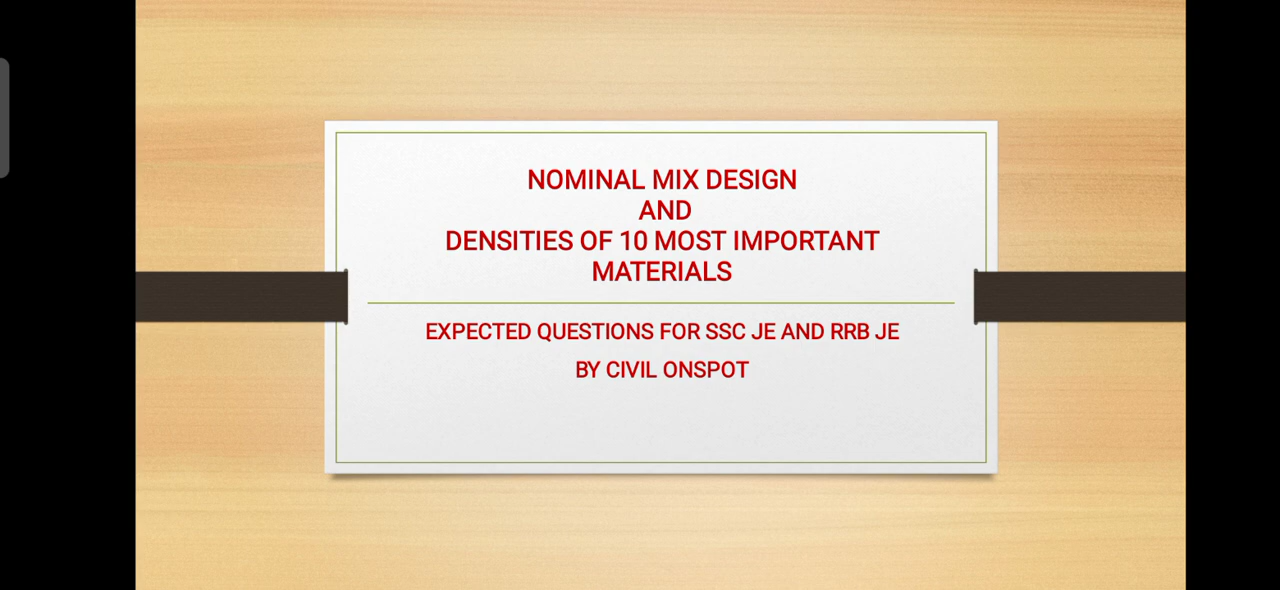 NOMINAL MIX DESIGN
AND
DENSITIES OF 10 MOST IMPORTANT
MATERIALS
EXPECTED QUESTIONS FOR SSC JE AND RRB JE
BY CIVIL ONSPOT